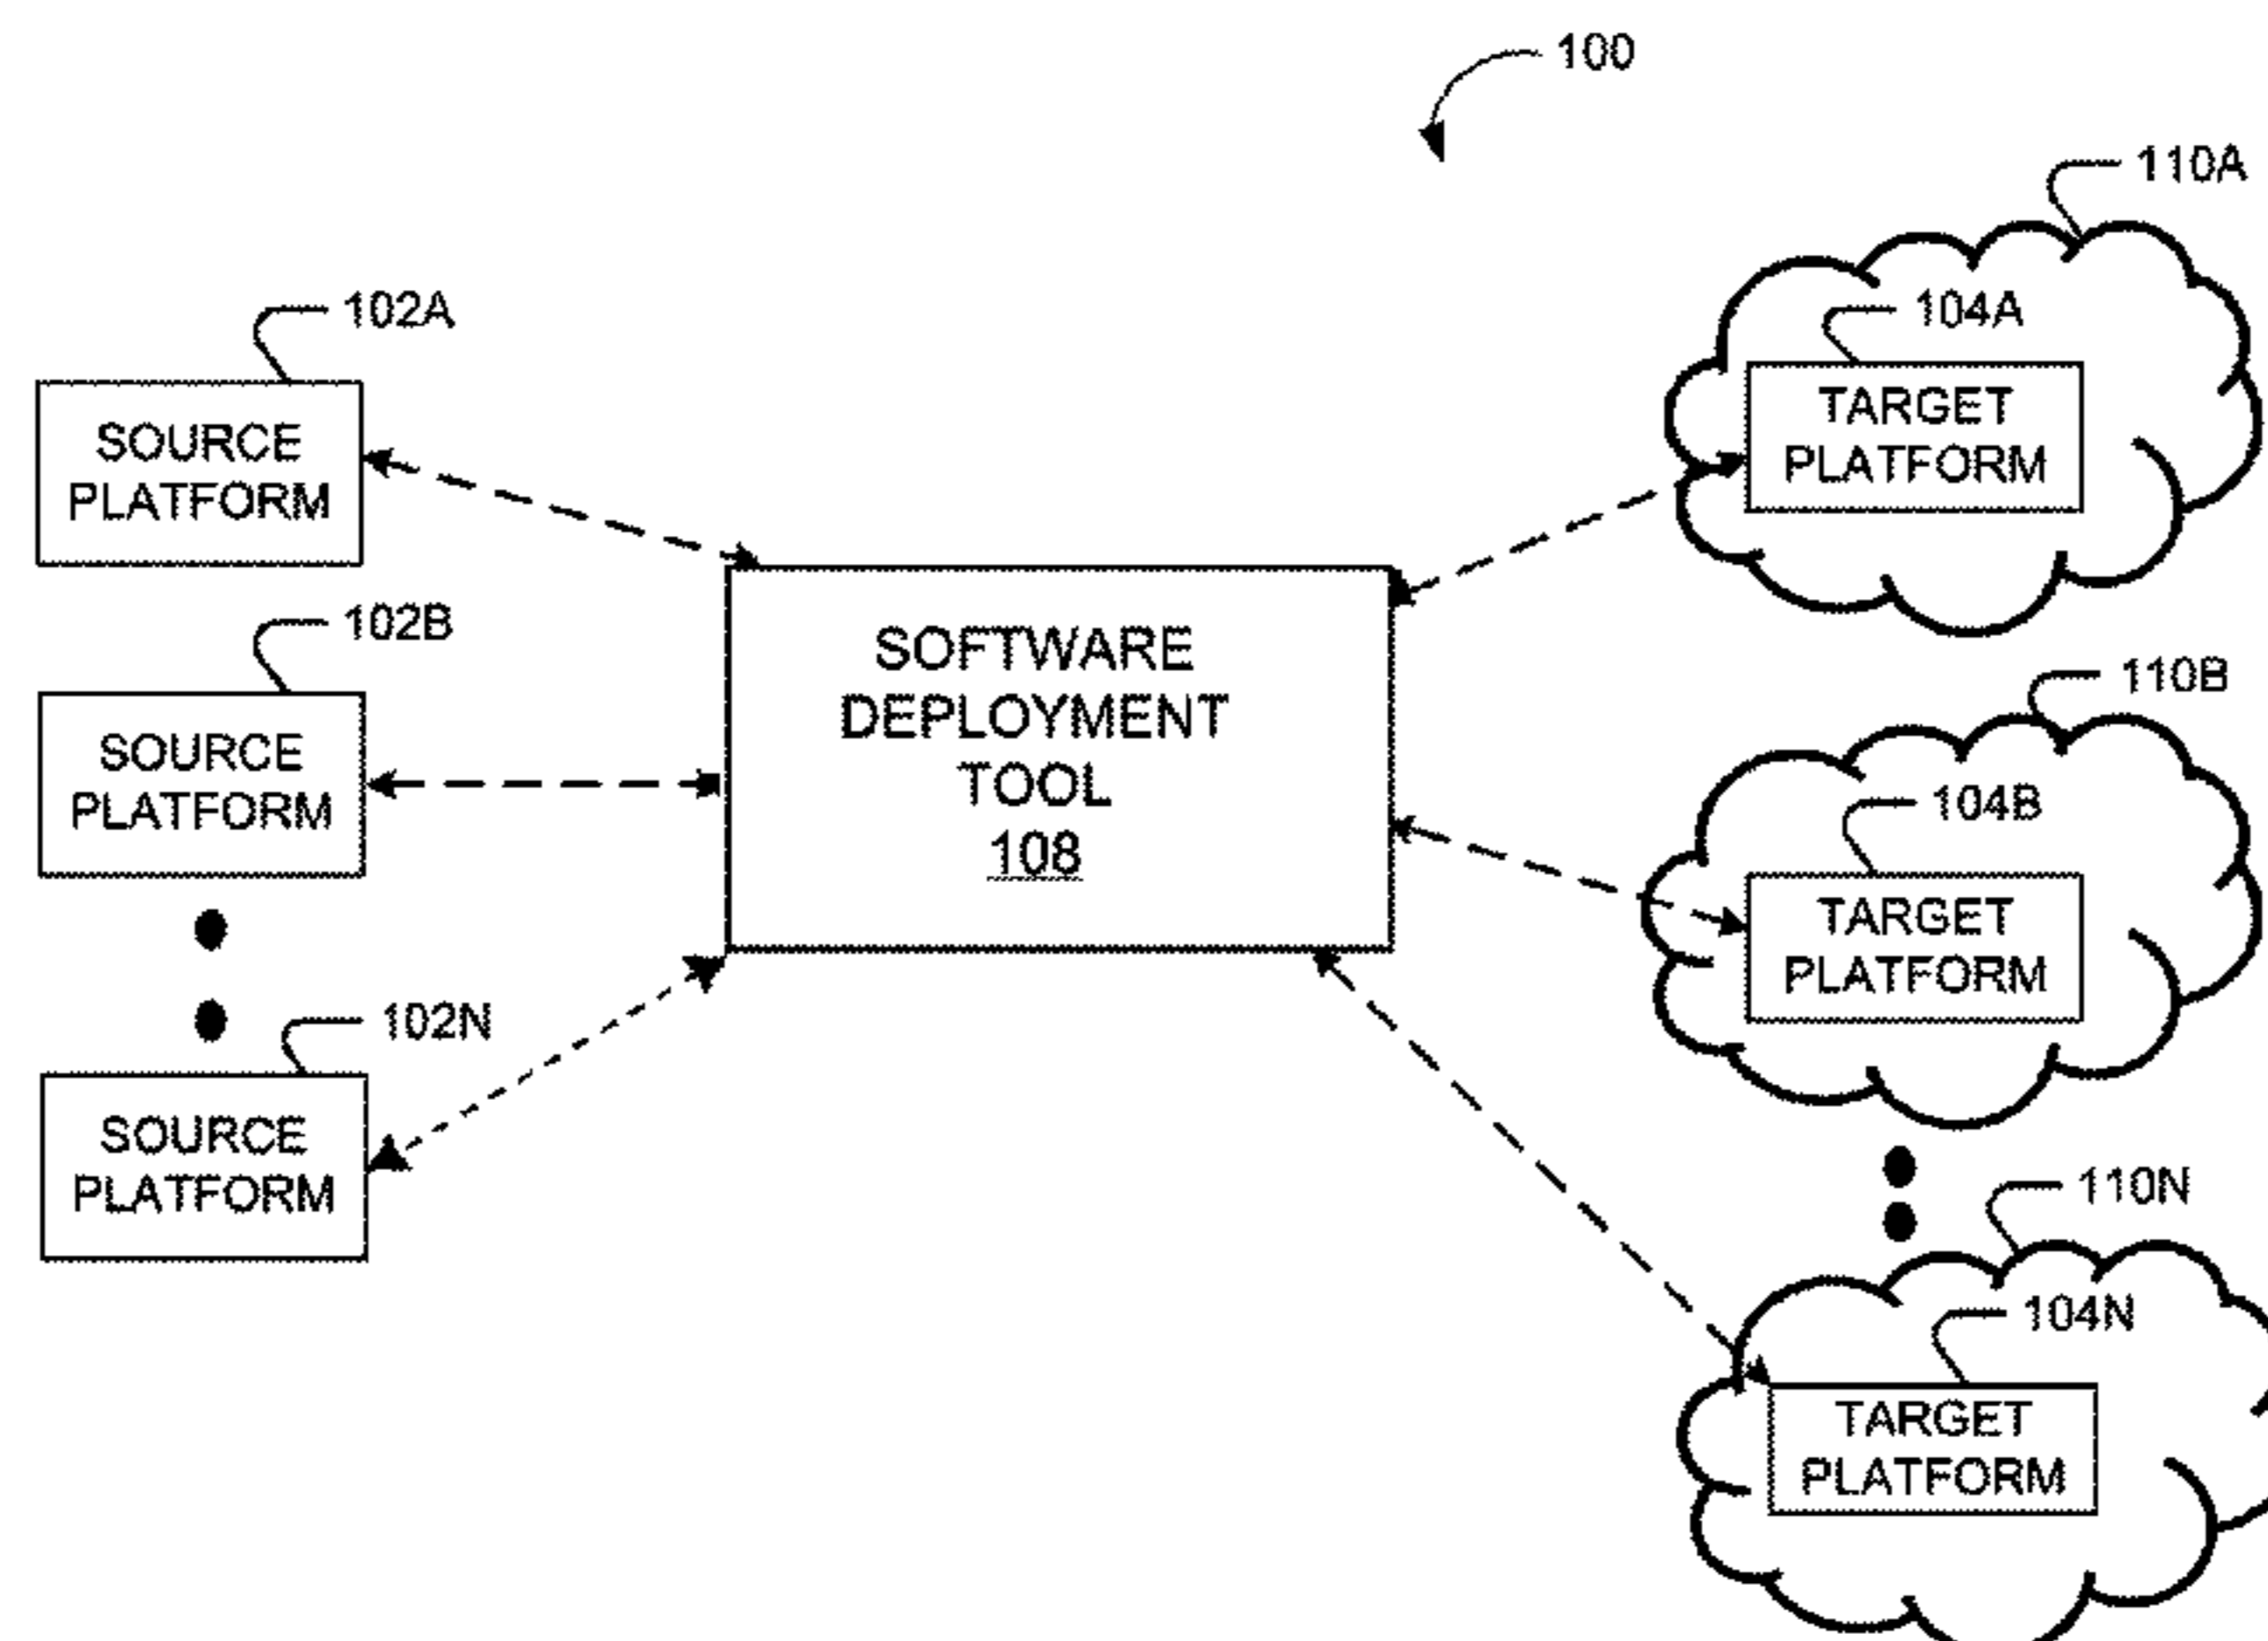 100
110A
102A
104A
SOURCE
PLATFORM
TARGET
PLATFORM
102B
SOURCE
PLATFORM
SOFTWARE
DEPLOYMENT
TOOL
108
110B
104B
TARGET
PLATFORM
102N
SOURCE
PLATFORM
110N
104N
TARGET
PLATFORM